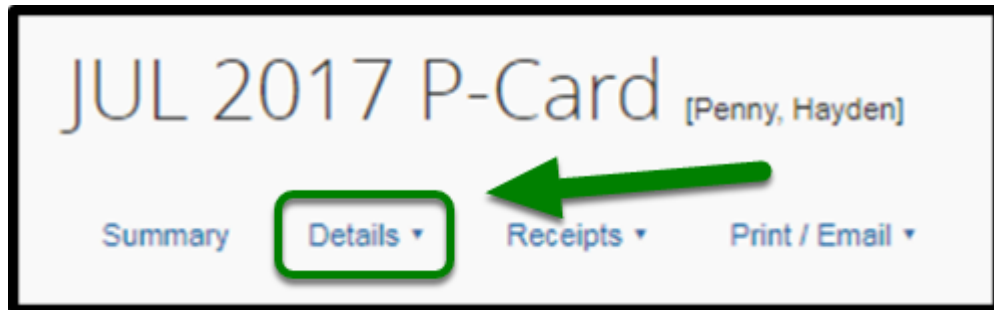 JUL 2017 P-Card [Penny, Hayden]
Summary Details ▾ Receipts ▾ Print / Email ▾